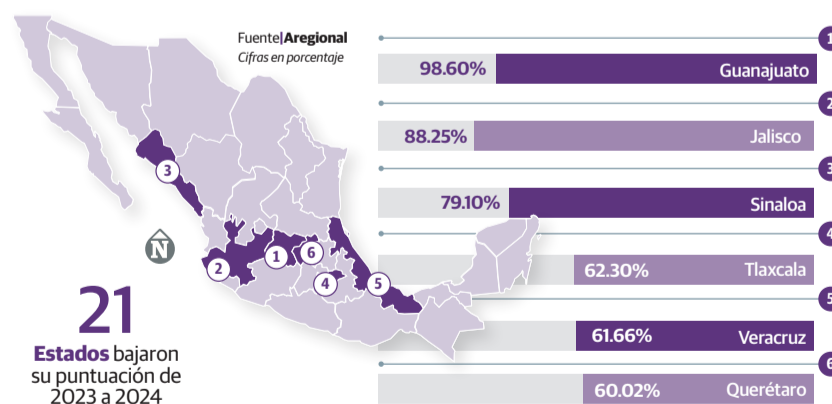 Fuente|Aregional
Cifras en porcentaje
1
98.60% Guanajuato
2
88.25% Jalisco
3
79.10% Sinaloa
4
62.30% Tlaxcala
5
61.66% Veracruz
6
60.02% Querétaro
3
N
2
1
6
4
5
21
Estados bajaron
su puntuación de
2023 a 2024